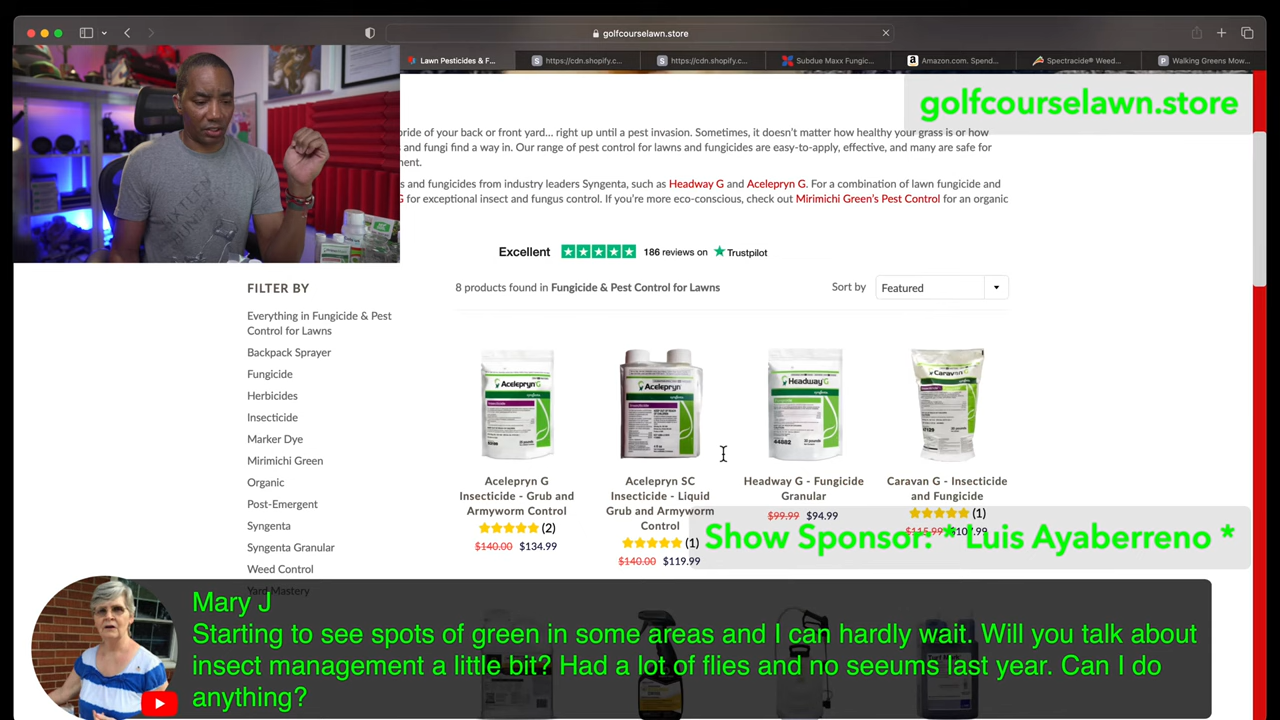 golfcourselawn.store
Lawn Pesticides & F...
https://cdn.shopify.c...
https://cdn.shopify.c...
Subdue Maxx Fungic...
Amazon.com. Spend...
Spectracide® Weed...
Walking Greens Mow...
golfcourselawn.store
pride of your back or front yard... right up until a pest invasion. Sometimes, it doesn't matter how healthy your grass is or how
and fungi find a way in. Our range of pest control for lawns and fungicides are easy-to-apply, effective, and many are safe for
s and fungicides from industry leaders Syngenta, such as Headway G and Acelepryn G. For a combination of lawn fungicide and
G for exceptional insect and fungus control. If you're more eco-conscious, check out Mirimichi Green's Pest Control for an organic
Excellent 186 reviews on Trustpilot
FILTER BY
Everything in Fungicide & Pest
Control for Lawns
Backpack Sprayer
Fungicide
Herbicides
Insecticide
Marker Dye
Mirimichi Green
Organic
Post-Emergent
Syngenta
Syngenta Granular
Weed Control
Yard Mastery
8 products found in Fungicide & Pest Control for Lawns
Sort by Featured
Acelepryn G
Acelepryn
Headway G
Caravan G
Acelepryn G
Insecticide - Grub and
Armyworm Control
(2)
$140.00 $134.99
Acelepryn SC
Insecticide - Liquid
Grub and Armyworm
Control
(1)
$140.00 $119.99
Headway G - Fungicide
Granular
$99.99 $94.99
Caravan G - Insecticide
and Fungicide
(1)
Show Sponsor: * Luis Ayaberreno *
Mary J
Starting to see spots of green in some areas and I can hardly wait. Will you talk about
insect management a little bit? Had a lot of flies and no seeums last year. Can I do
anything?